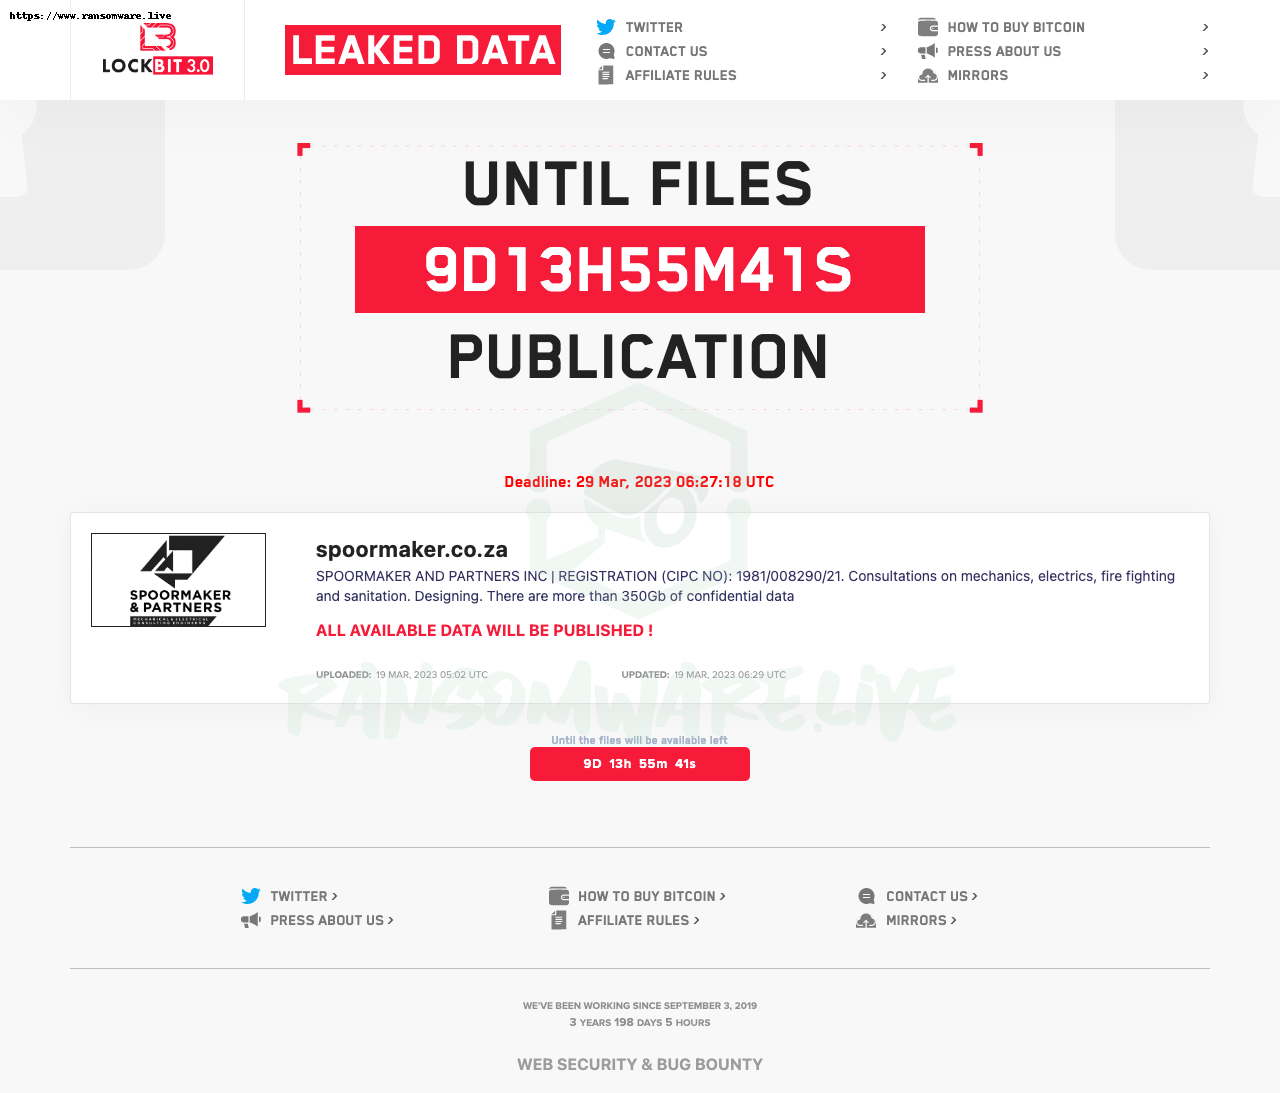 https://www.ransomware.live
LOCKBIT 3.0
LEAKED DATA
TWITTER >
CONTACT US >
AFFILIATE RULES >
HOW TO BUY BITCOIN >
PRESS ABOUT US >
MIRRORS >
UNTIL FILES
9D13H55M41S
PUBLICATION
Deadline: 29 Mar, 2023 06:27:18 UTC
SPOORMAKER
& PARTNERS
MECHANICAL & ELECTRICAL
CONSULTING ENGINEERS
spoormaker.co.za
SPOORMAKER AND PARTNERS INC | REGISTRATION (CIPC NO): 1981/008290/21. Consultations on mechanics, electrics, fire fighting
and sanitation. Designing. There are more than 350Gb of confidential data
ALL AVAILABLE DATA WILL BE PUBLISHED !
UPLOADED: 19 MAR, 2023 05:02 UTC UPDATED: 19 MAR, 2023 06:29 UTC
RANSOMWARE.LIVE
Until the files will be available left
9D 13h 55m 41s
TWITTER > HOW TO BUY BITCOIN > CONTACT US >
PRESS ABOUT US > AFFILIATE RULES > MIRRORS >
WE'VE BEEN WORKING SINCE SEPTEMBER 3, 2019
3 YEARS 198 DAYS 5 HOURS
WEB SECURITY & BUG BOUNTY